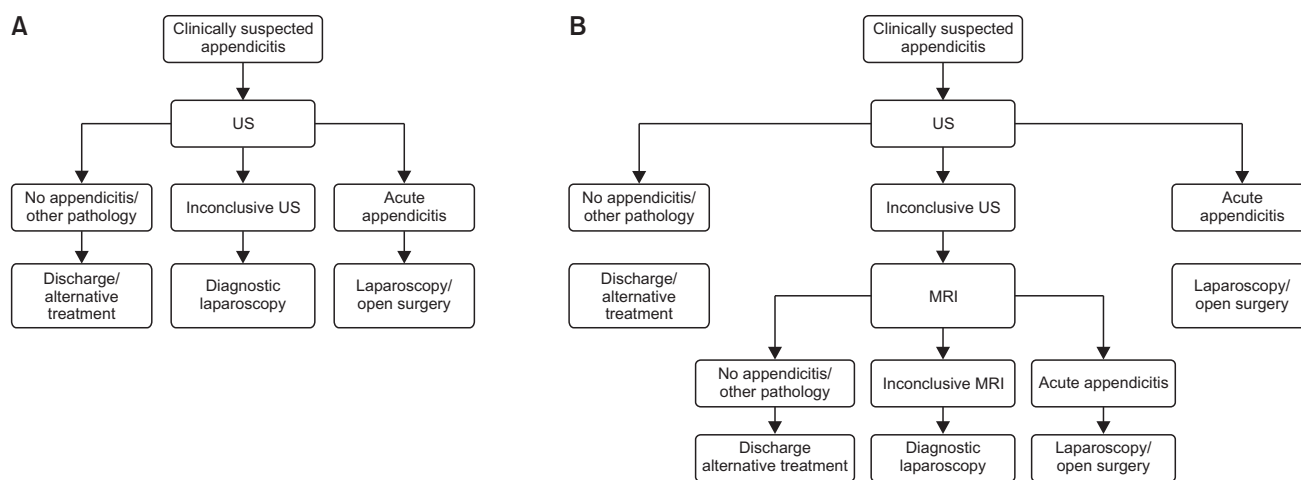 A
Clinically suspected
appendicitis
US
No appendicitis/
other pathology
Inconclusive US
Acute
appendicitis
Discharge/
alternative
treatment
Diagnostic
laparoscopy
Laparoscopy/
open surgery
B
Clinically suspected
appendicitis
US
No appendicitis/
other pathology
Inconclusive US
Acute
appendicitis
Discharge/
alternative
treatment
MRI
Laparoscopy/
open surgery
No appendicitis/
other pathology
Inconclusive MRI
Acute appendicitis
Discharge
alternative treatment
Diagnostic
laparoscopy
Laparoscopy/
open surgery